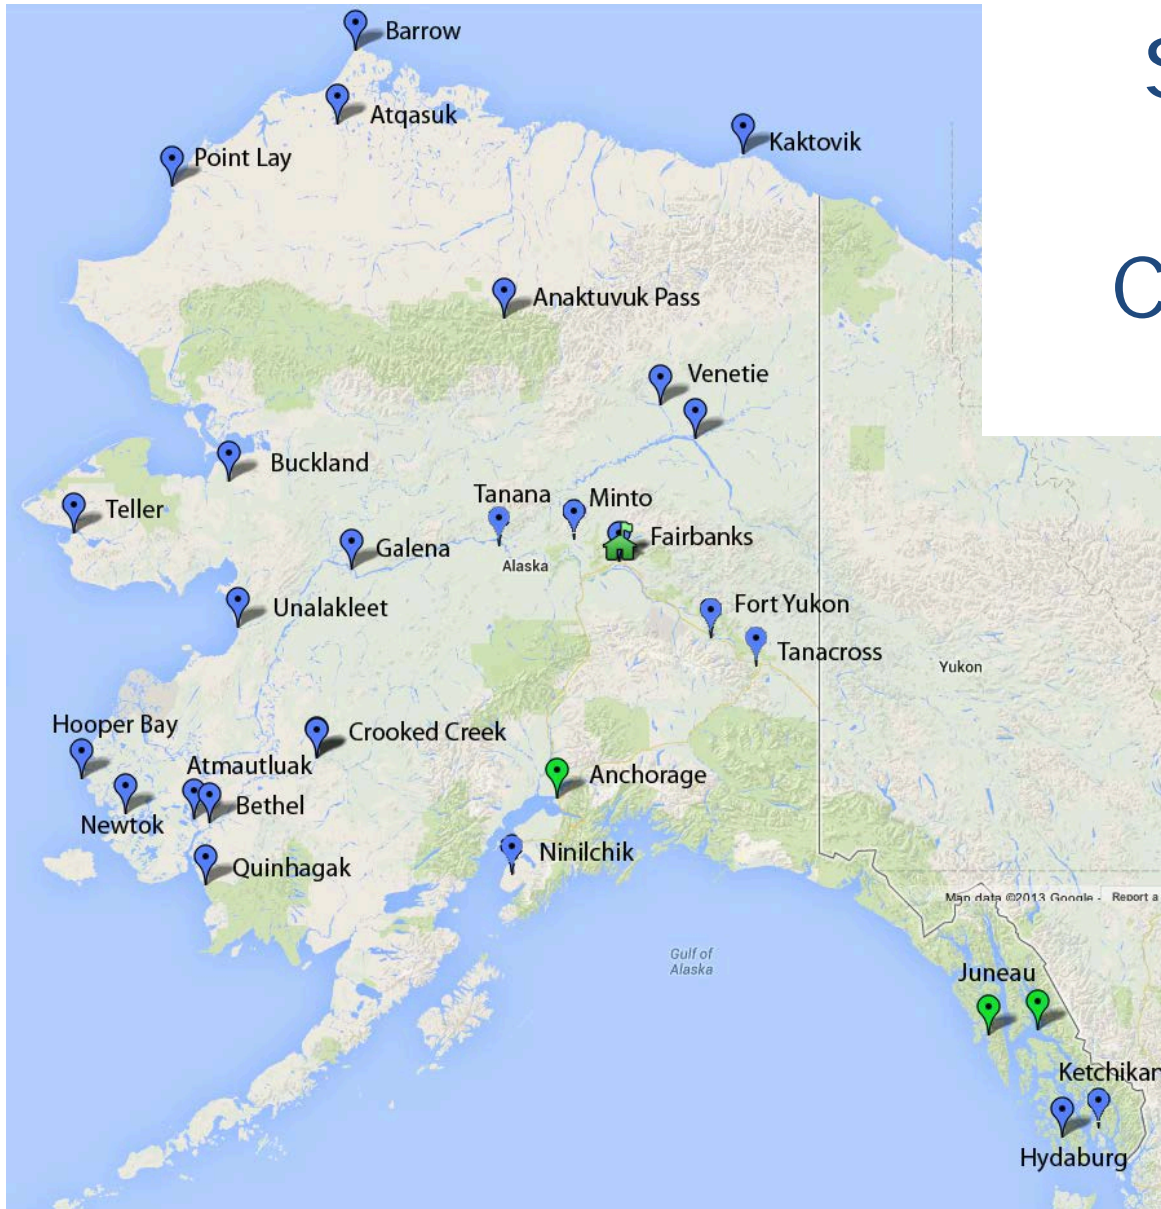 Barrow
S
Atqasuk
Kaktovik
Point Lay
C
Anaktuvuk Pass
Venetie
Buckland
Tanana
Minto
Teller
Fairbanks
Galena
Alaska
Fort Yukon
Unalakleet
Tanacross
Yukon
Hooper Bay
Crooked Creek
Atmautluak
Anchorage
Bethel
Newtok
Ninilchik
Quinhagak
Map data ©2013 Google - Report a
Gulf of
Alaska
Juneau
Ketchikan
Hydaburg